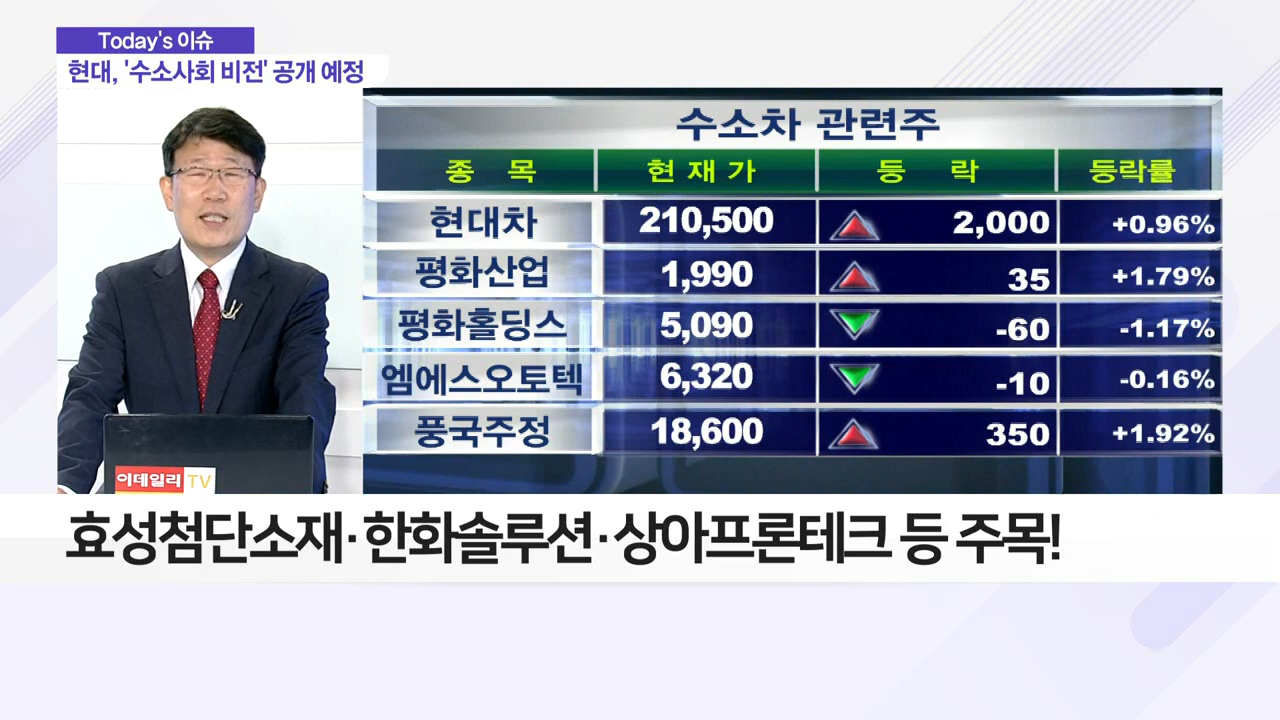 Today's 이슈
현대, '수소사회 비전' 공개 예정
수소차 관련주
종 목 현 재 가 등 락 등락률
현대차 210,500 2,000 +0.96%
평화산업 1,990 35 +1.79%
평화홀딩스 5,090 -60 -1.17%
엠에스오토텍 6,320 -10 -0.16%
풍국주정 18,600 350 +1.92%
이데일리 TV
효성첨단소재·한화솔루션·상아프론테크 등 주목!